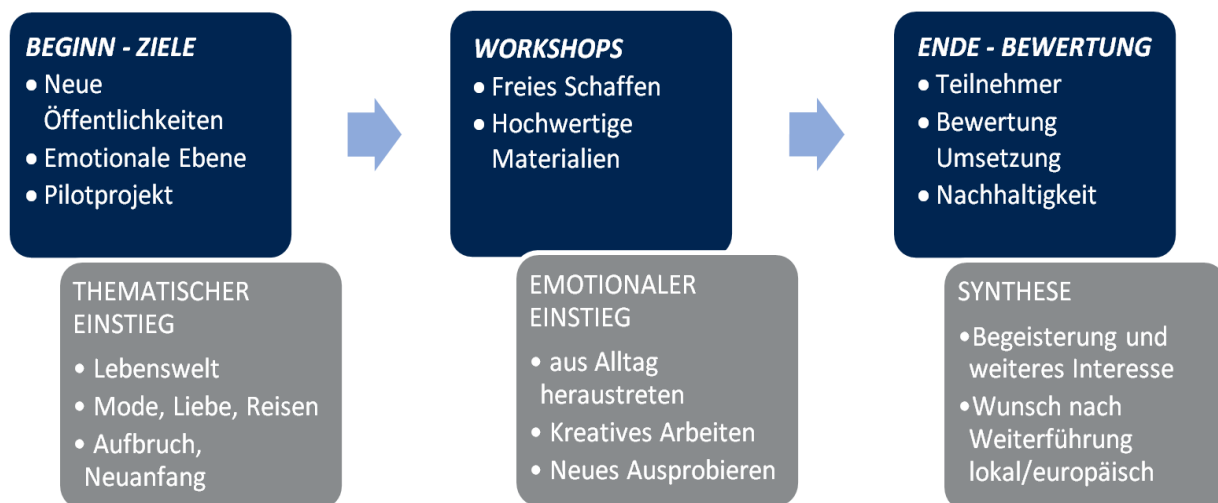 BEGINN - ZIELE
• Neue
Öffentlichkeiten
• Emotionale Ebene
• Pilotprojekt
THEMATISCHER
EINSTIEG
• Lebenswelt
• Mode, Liebe, Reisen
• Aufbruch,
Neuanfang
WORKSHOPS
• Freies Schaffen
• Hochwertige
Materialien
EMOTIONALER
EINSTIEG
• aus Alltag
heraustreten
• Kreatives Arbeiten
• Neues Ausprobieren
ENDE - BEWERTUNG
• Teilnehmer
• Bewertung
Umsetzung
• Nachhaltigkeit
SYNTHESE
•Begeisterung und
weiteres Interesse
•Wunsch nach
Weiterführung
lokal/europäisch